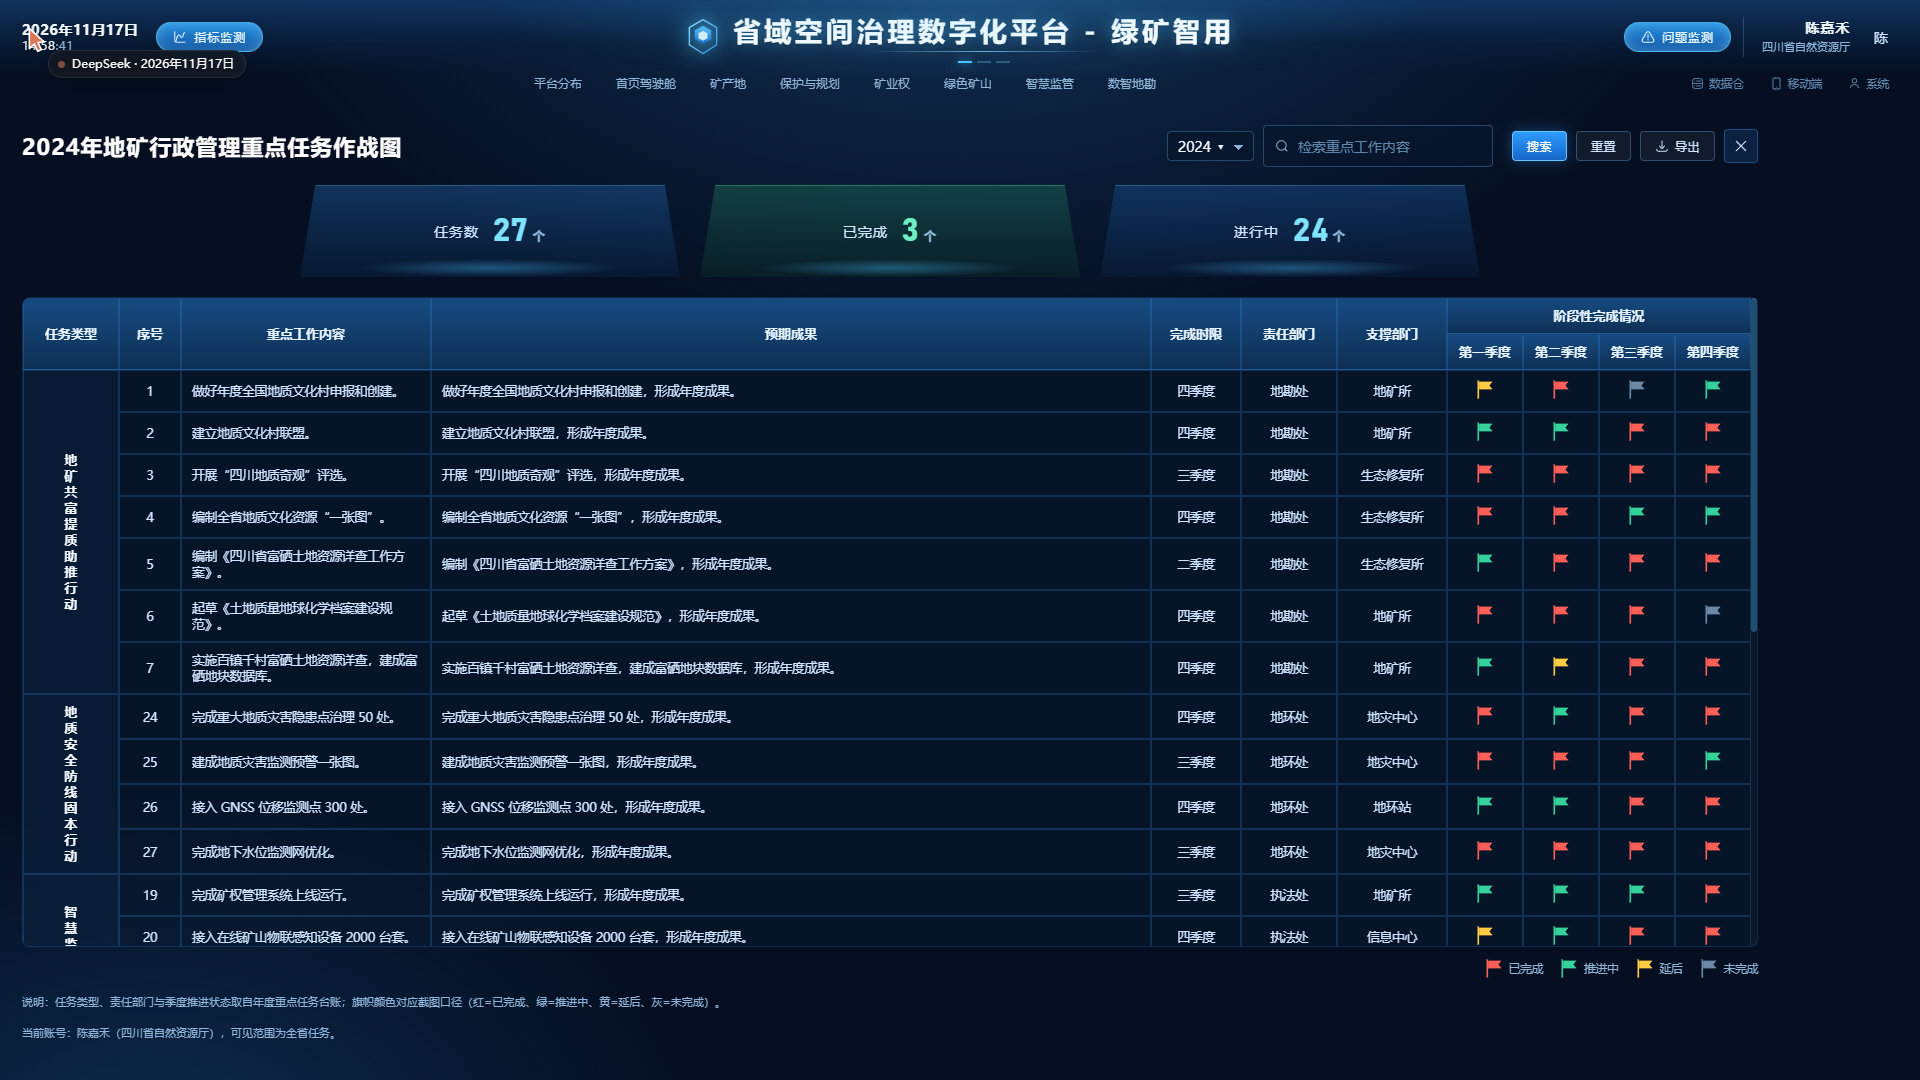 2026年11月17日
:58:41
指标监测
DeepSeek · 2026年11月17日
省域空间治理数字化平台 - 绿矿智用
问题监测
陈嘉禾
四川省自然资源厅
陈
平台分布 首页驾驶舱 矿产地 保护与规划 矿业权 绿色矿山 智慧监管 数智地勘
数据仓 移动端 系统
2024年地矿行政管理重点任务作战图
2024
检索重点工作内容
搜索 重置 导出
任务数 27 个
已完成 3 个
进行中 24 个
任务类型 序号 重点工作内容 预期成果 完成时限 责任部门 支撑部门 阶段性完成情况
第一季度 第二季度 第三季度 第四季度
地矿共富提质助推行动
1 做好年度全国地质文化村申报和创建。 做好年度全国地质文化村申报和创建，形成年度成果。 四季度 地勘处 地矿所
2 建立地质文化村联盟。 建立地质文化村联盟，形成年度成果。 四季度 地勘处 地矿所
3 开展“四川地质奇观”评选。 开展“四川地质奇观”评选，形成年度成果。 三季度 地勘处 生态修复所
4 编制全省地质文化资源“一张图”。 编制全省地质文化资源“一张图”，形成年度成果。 四季度 地勘处 生态修复所
5 编制《四川省富硒土地资源详查工作方案》。 编制《四川省富硒土地资源详查工作方案》，形成年度成果。 二季度 地勘处 生态修复所
6 起草《土地质量地球化学档案建设规范》。 起草《土地质量地球化学档案建设规范》，形成年度成果。 四季度 地勘处 地矿所
7 实施百镇千村富硒土地资源详查，建成富硒地块数据库。 实施百镇千村富硒土地资源详查，建成富硒地块数据库，形成年度成果。 四季度 地勘处 地矿所
地质安全防线固本行动
24 完成重大地质灾害隐患点治理 50 处。 完成重大地质灾害隐患点治理 50 处，形成年度成果。 四季度 地环处 地灾中心
25 建成地质灾害监测预警一张图。 建成地质灾害监测预警一张图，形成年度成果。 三季度 地环处 地灾中心
26 接入 GNSS 位移监测点 300 处。 接入 GNSS 位移监测点 300 处，形成年度成果。 四季度 地环处 地环站
27 完成地下水位监测网优化。 完成地下水位监测网优化，形成年度成果。 三季度 地环处 地灾中心
智慧
19 完成矿权管理系统上线运行。 完成矿权管理系统上线运行，形成年度成果。 三季度 执法处 地矿所
20 接入在线矿山物联感知设备 2000 台套。 接入在线矿山物联感知设备 2000 台套，形成年度成果。 四季度 执法处 信息中心
已完成 推进中 延后 未完成
说明：任务类型、责任部门与季度推进状态取自年度重点任务台账；旗帜颜色对应截图口径（红=已完成、绿=推进中、黄=延后、灰=未完成）。
当前账号：陈嘉禾（四川省自然资源厅），可见范围为全省任务。